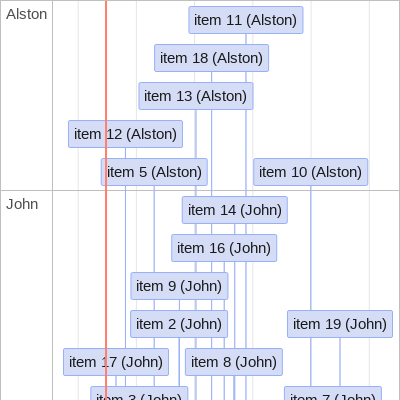 Alston
item 11 (Alston)
item 18 (Alston)
item 13 (Alston)
item 12 (Alston)
item 5 (Alston)
item 10 (Alston)
John
item 14 (John)
item 16 (John)
item 9 (John)
item 2 (John)
item 19 (John)
item 17 (John)
item 8 (John)
item 3 (John)
item 7 (John)